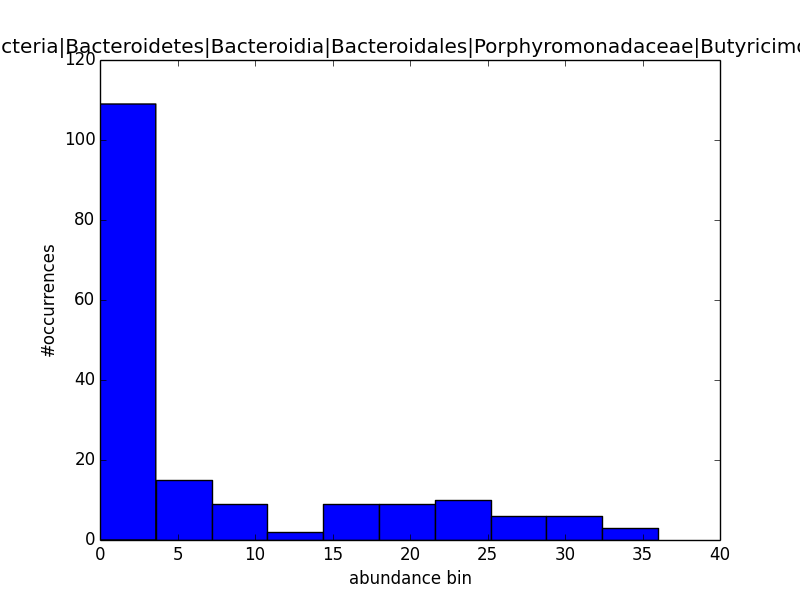 cteria|Bacteroidetes|Bacteroidia|Bacteroidales|Porphyromonadaceae|Butyricimo
120
100
80
60
40
20
0
#occurrences
0 5 10 15 20 25 30 35 40
abundance bin